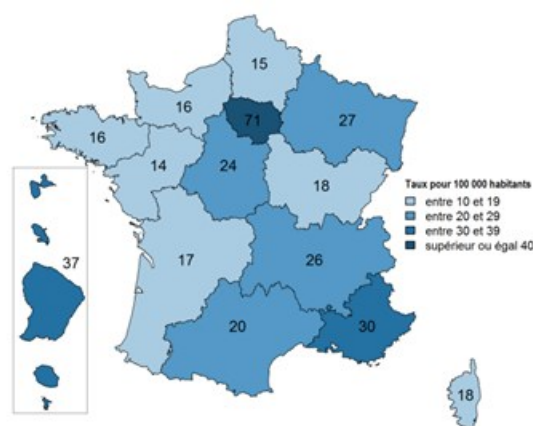 15
16
71
27
16
14
24
18
Taux pour 100 000 habitants
entre 10 et 19
entre 20 et 29
entre 30 et 39
supérieur ou égal 40
37
17
26
20
30
18